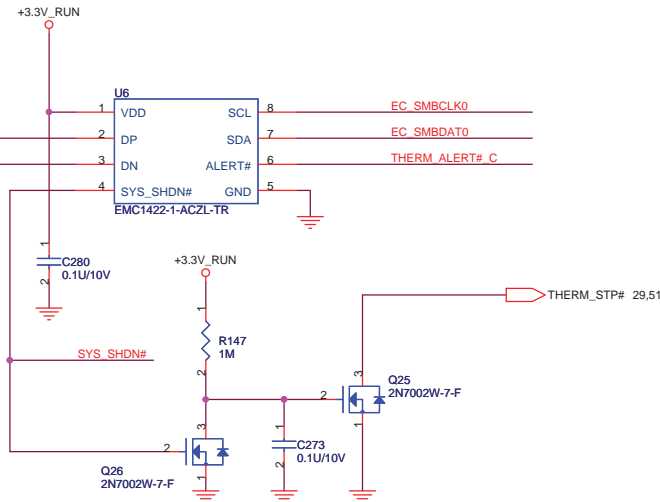 +3.3V_RUN
U6
1 VDD SCL 8 EC_SMBCLK0
2 DP SDA 7 EC_SMBDAT0
3 DN ALERT# 6 THERM_ALERT#_C
4 SYS_SHDN# GND 5
EMC1422-1-ACZL-TR
1
C280
0.1U/10V
2
+3.3V_RUN
THERM_STP# 29,51
1
R147
1M
2
SYS_SHDN#
3
Q25
2N7002W-7-F
2
1
3
1
C273
0.1U/10V
2
2
Q26
2N7002W-7-F
1